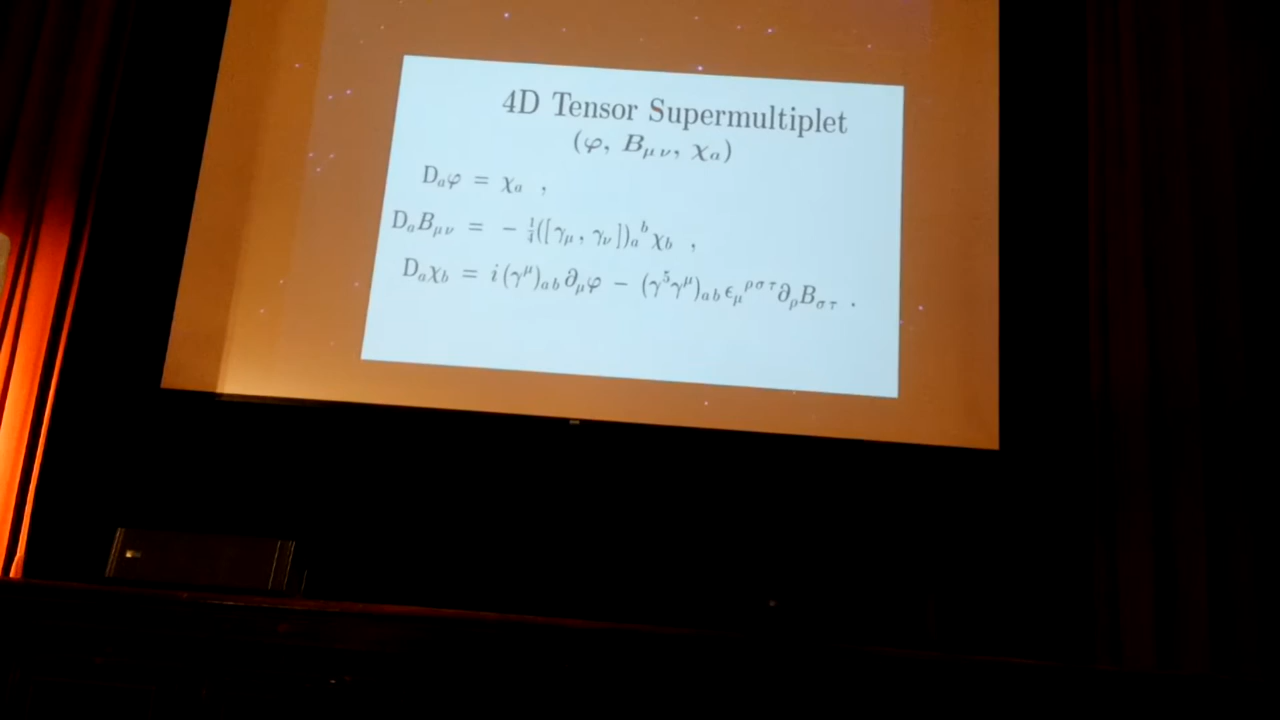 4D Tensor Supermultiplet
(φ, B_{μν}, χ_a)
D_aφ = χ_a ,
D_aB_{μν} = − ¼([γ_μ, γ_ν])_a^b χ_b ,
D_aχ_b = i(γ^μ)_{ab}∂_μφ − (γ^5γ^μ)_{ab}ϵ_μ^{ρστ}∂_ρB_{στ} .